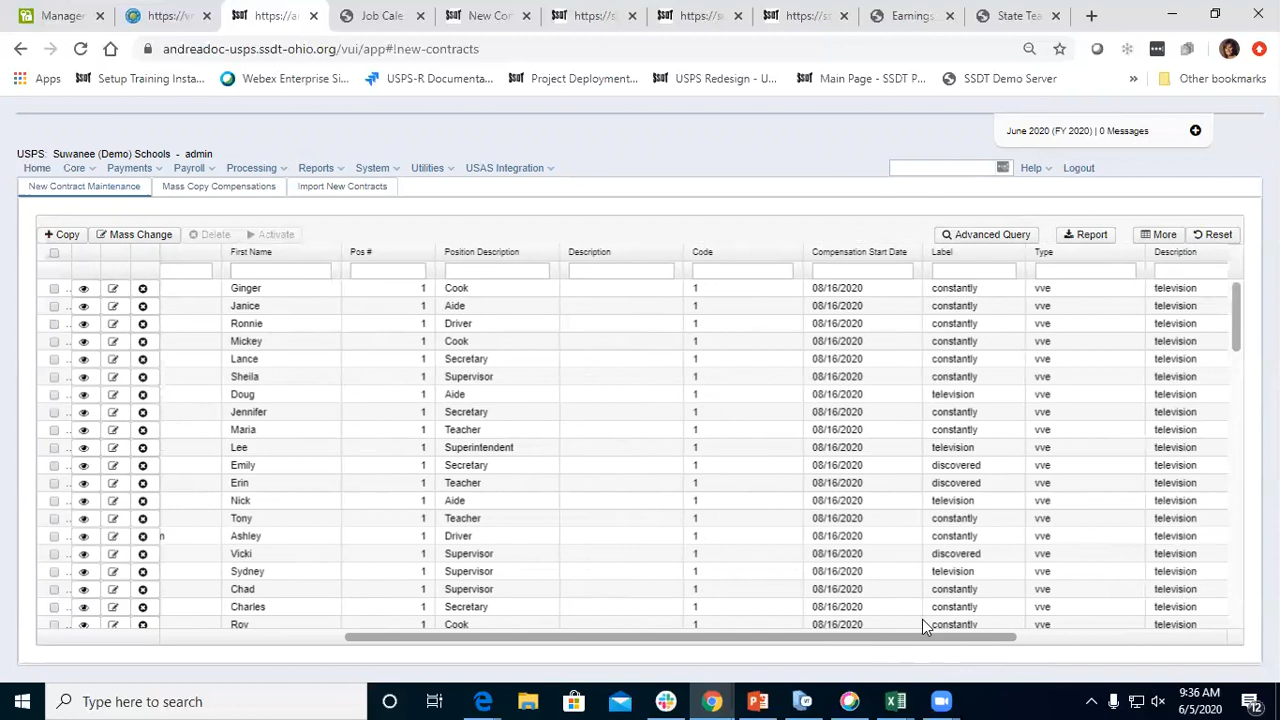 Manager https://v https://a Job Cale New Co https://s https://s https://s Earnings State Tea
andreadoc-usps.ssdt-ohio.org/vui/app#!new-contracts
Apps Setup Training Insta... Webex Enterprise Si... USPS-R Documenta... Project Deployment... USPS Redesign - U... Main Page - SSDT P... SSDT Demo Server » Other bookmarks
June 2020 (FY 2020) | 0 Messages
USPS: Suwanee (Demo) Schools - admin
Home Core Payments Payroll Processing Reports System Utilities USAS Integration Help Logout
New Contract Maintenance Mass Copy Compensations Import New Contracts
Copy Mass Change Delete Activate Advanced Query Report More Reset
First Name Pos # Position Description Description Code Compensation Start Date Label Type Description
Ginger 1 Cook 1 08/16/2020 constantly vve television
Janice 1 Aide 1 08/16/2020 constantly vve television
Ronnie 1 Driver 1 08/16/2020 constantly vve television
Mickey 1 Cook 1 08/16/2020 constantly vve television
Lance 1 Secretary 1 08/16/2020 constantly vve television
Sheila 1 Supervisor 1 08/16/2020 constantly vve television
Doug 1 Aide 1 08/16/2020 television vve television
Jennifer 1 Secretary 1 08/16/2020 constantly vve television
Maria 1 Teacher 1 08/16/2020 constantly vve television
Lee 1 Superintendent 1 08/16/2020 television vve television
Emily 1 Secretary 1 08/16/2020 discovered vve television
Erin 1 Teacher 1 08/16/2020 discovered vve television
Nick 1 Aide 1 08/16/2020 television vve television
Tony 1 Teacher 1 08/16/2020 constantly vve television
n Ashley 1 Driver 1 08/16/2020 constantly vve television
Vicki 1 Supervisor 1 08/16/2020 discovered vve television
Sydney 1 Supervisor 1 08/16/2020 television vve television
Chad 1 Supervisor 1 08/16/2020 constantly vve television
Charles 1 Secretary 1 08/16/2020 constantly vve television
Roy 1 Cook 1 08/16/2020 constantly vve television
Type here to search
9:36 AM
6/5/2020
12